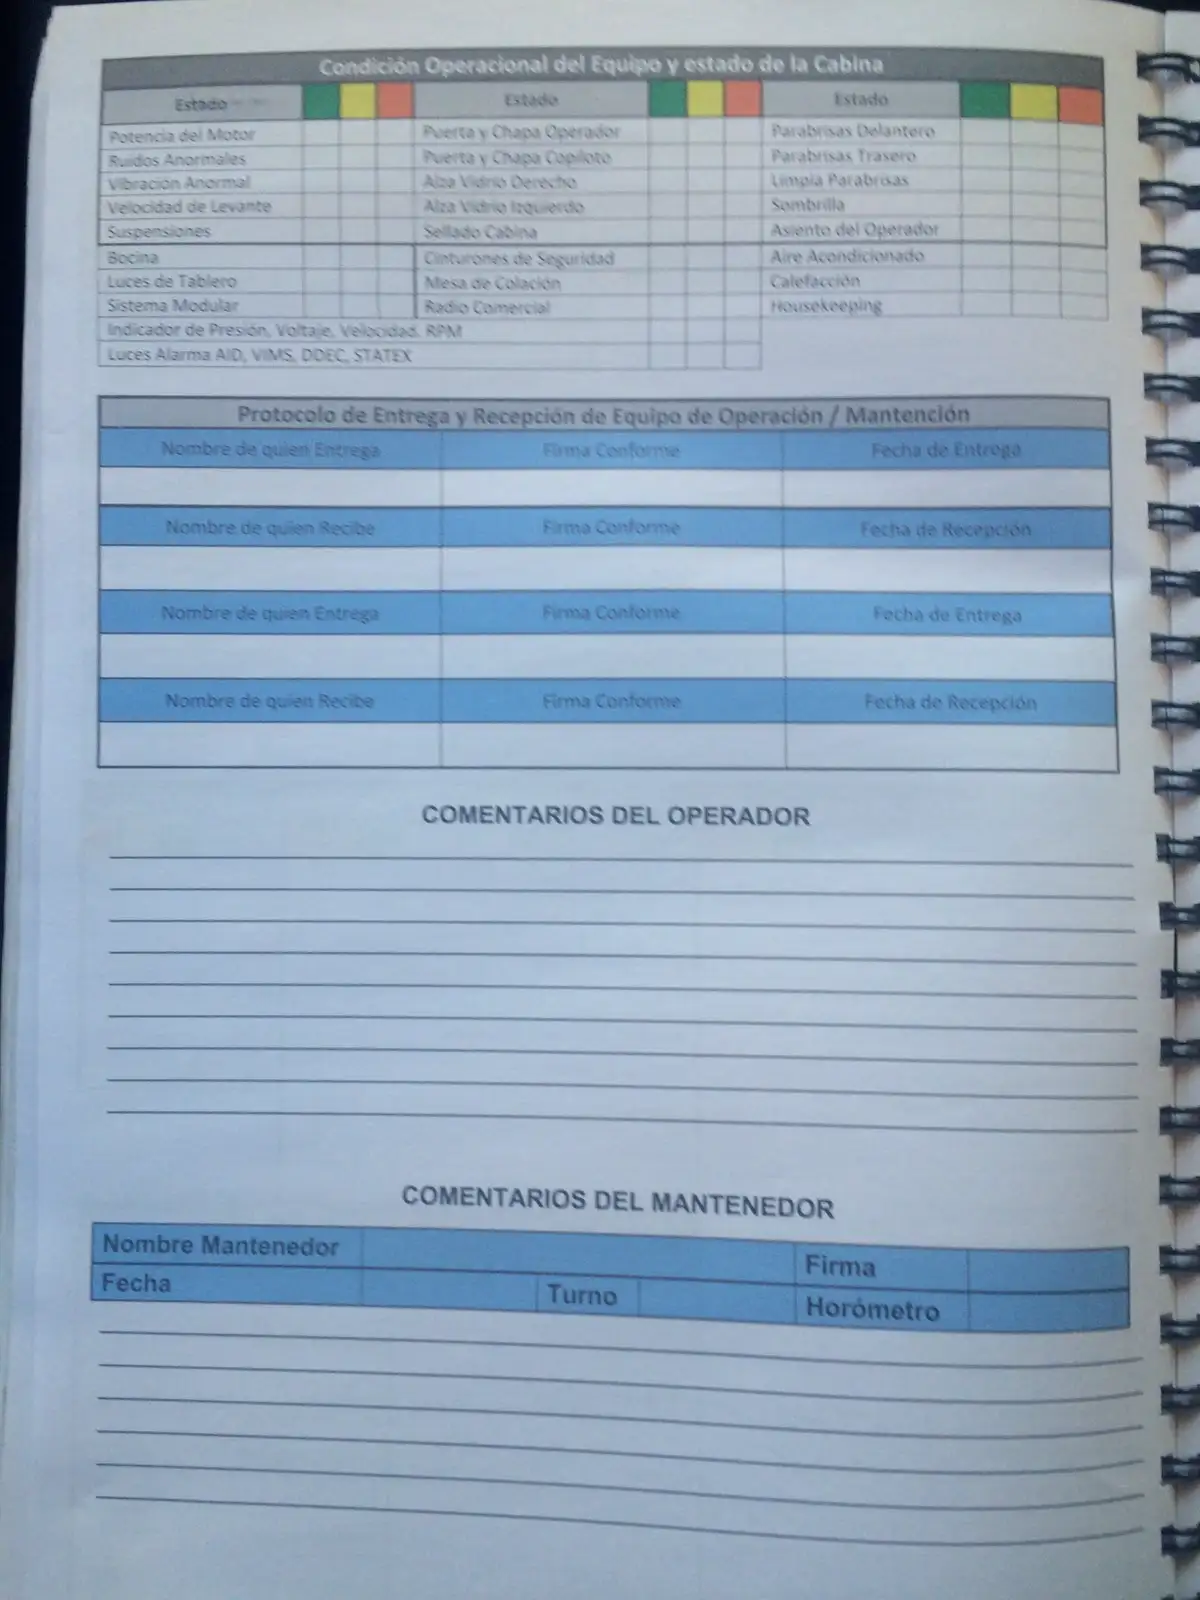 Condición Operacional del Equipo y estado de la Cabina
Estado Estado Estado
Potencia del Motor Puerta y Chapa Operador Parabrisas Delantero
Ruidos Anormales Puerta y Chapa Copiloto Parabrisas Trasero
Vibración Anormal Alza Vidrio Derecho Limpia Parabrisas
Velocidad de Levante Alza Vidrio Izquierdo Sombrilla
Suspensiones Sellado Cabina Asiento del Operador
Bocina Cinturones de Seguridad Aire Acondicionado
Luces de Tablero Mesa de Colación Calefacción
Sistema Modular Radio Comercial Housekeeping
Indicador de Presión, Voltaje, Velocidad. RPM
Luces Alarma AID, VIMS, DDEC, STATEX
Protocolo de Entrega y Recepción de Equipo de Operación / Mantención
Nombre de quien Entrega Firma Conforme Fecha de Entrega
Nombre de quien Recibe Firma Conforme Fecha de Recepción
Nombre de quien Entrega Firma Conforme Fecha de Entrega
Nombre de quien Recibe Firma Conforme Fecha de Recepción
COMENTARIOS DEL OPERADOR
COMENTARIOS DEL MANTENEDOR
Nombre Mantenedor Firma
Fecha Turno Horómetro